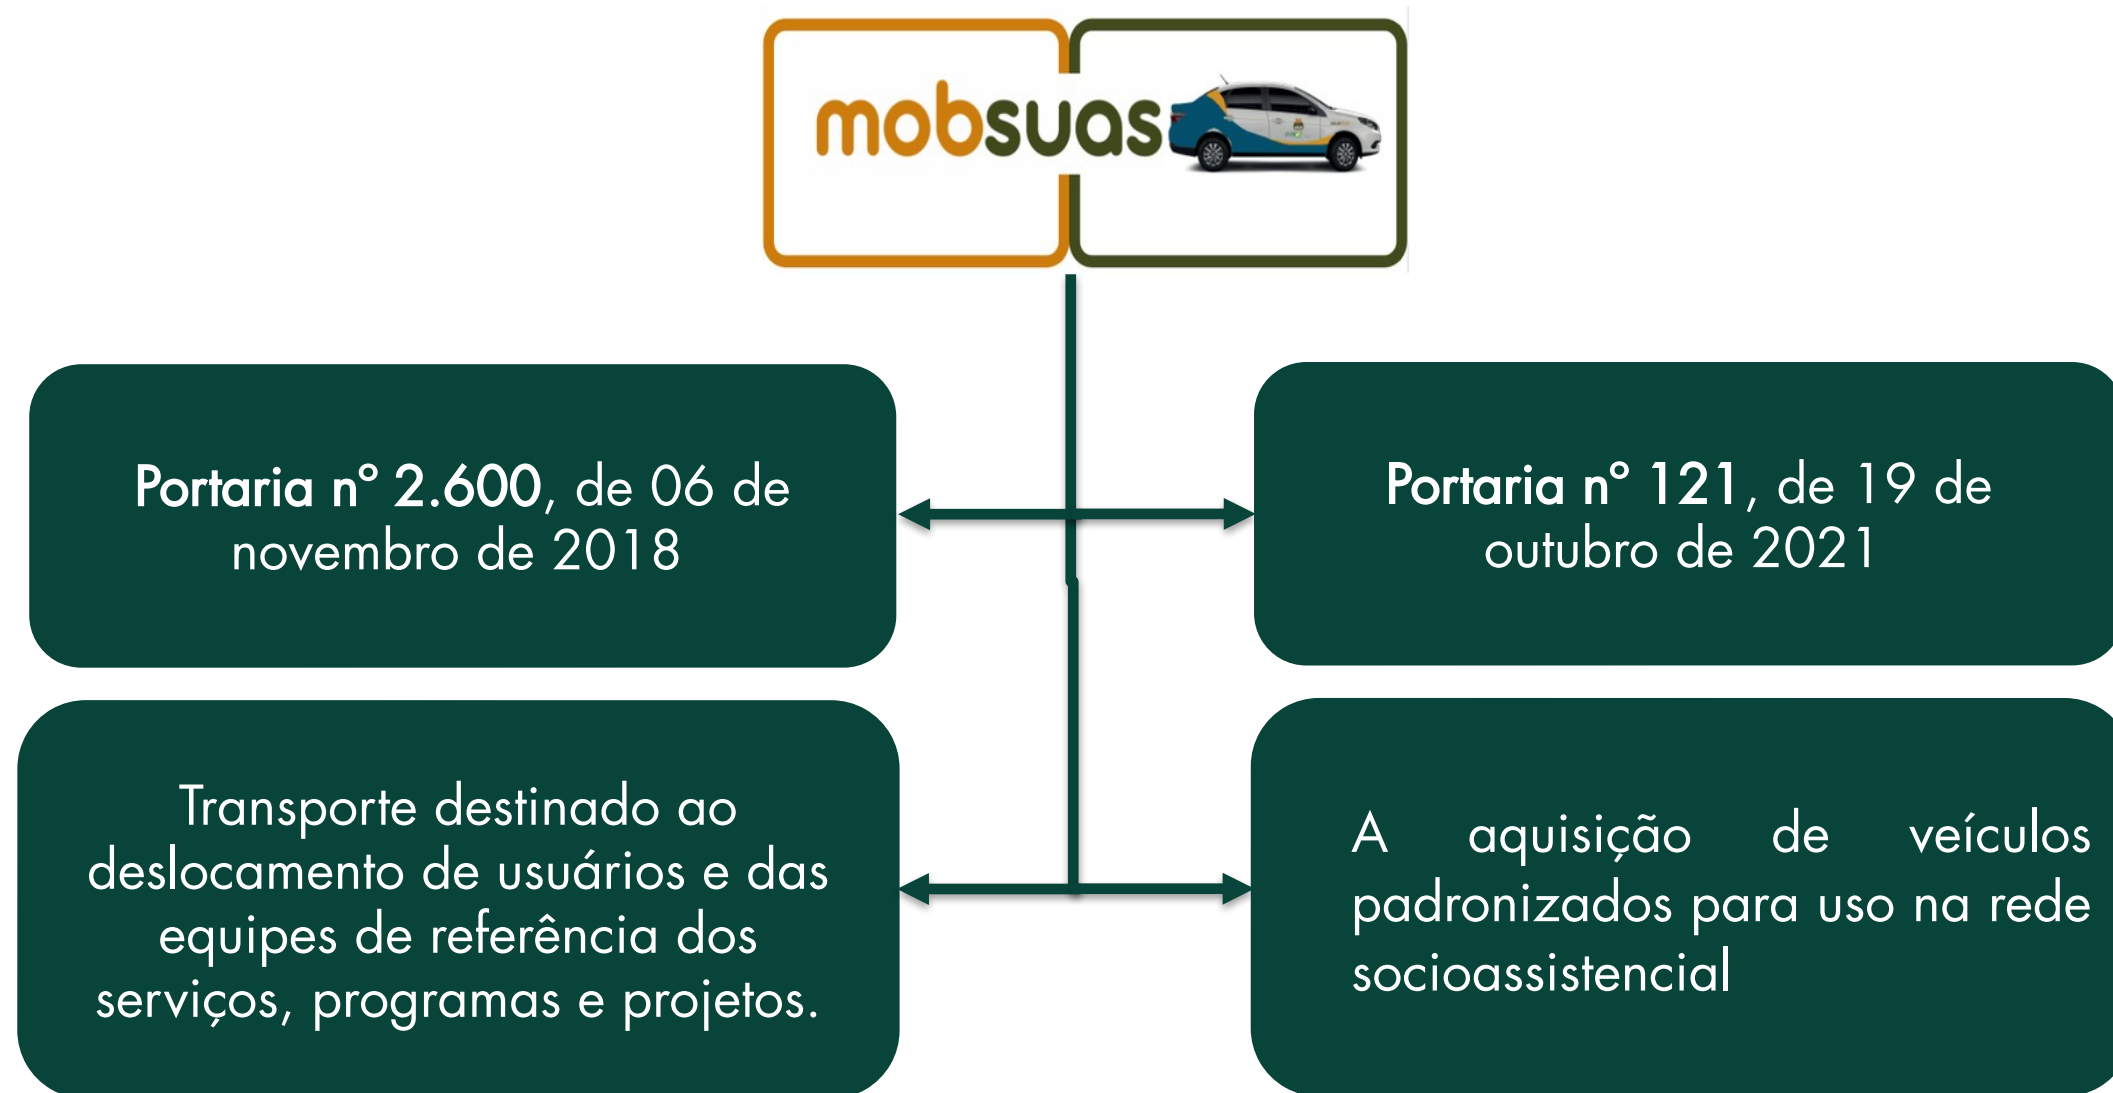 mobsuas
Portaria nº 2.600, de 06 de
novembro de 2018
Portaria nº 121, de 19 de
outubro de 2021
Transporte destinado ao
deslocamento de usuários e das
equipes de referência dos
serviços, programas e projetos.
A aquisição de veículos
padronizados para uso na rede
socioassistencial